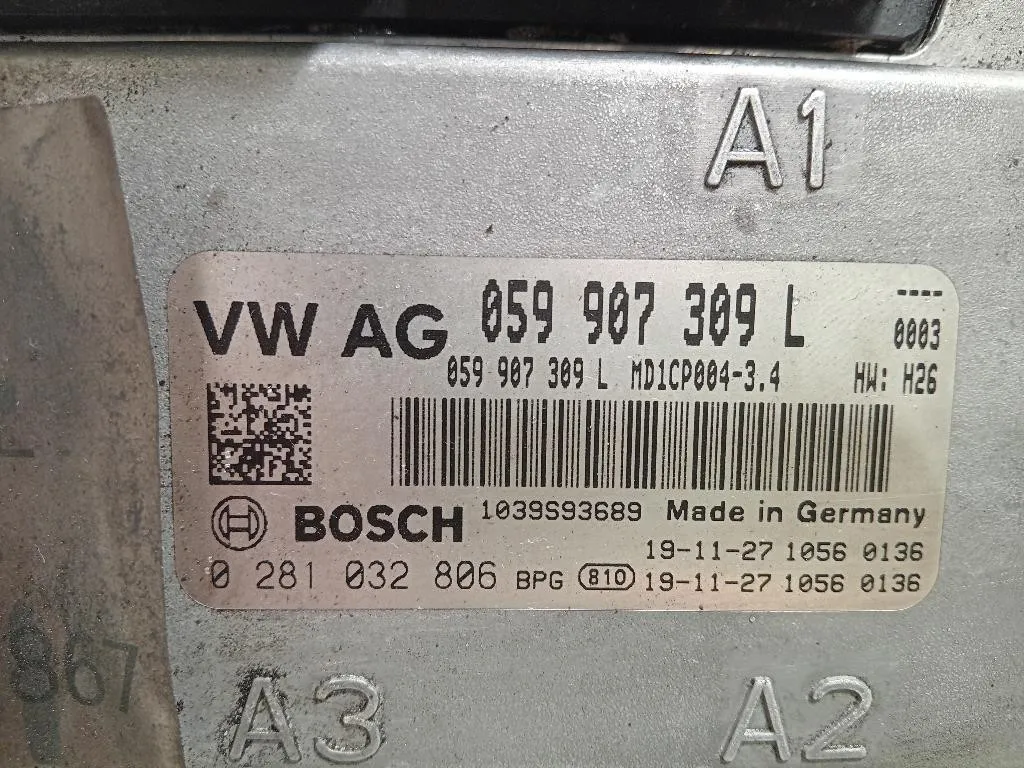 A1
VW AG 059 907 309 L ----
0003
059 907 309 L MD1CP004-3.4 HW: H26
BOSCH 1039S93689 Made in Germany
19-11-27 1056 0136
0 281 032 806 BPG 810 19-11-27 1056 0136
867
A3 A2